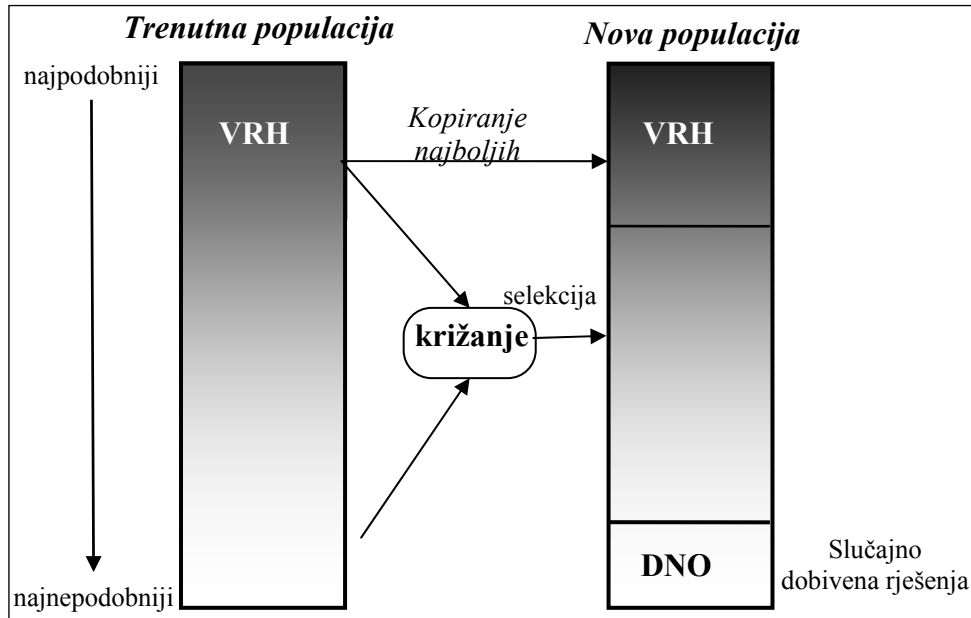 Trenutna populacija
Nova populacija
najpodobniji
VRH
Kopiranje
najboljih
VRH
selekcija
križanje
DNO
Slučajno
dobivena rješenja
najnepodobniji